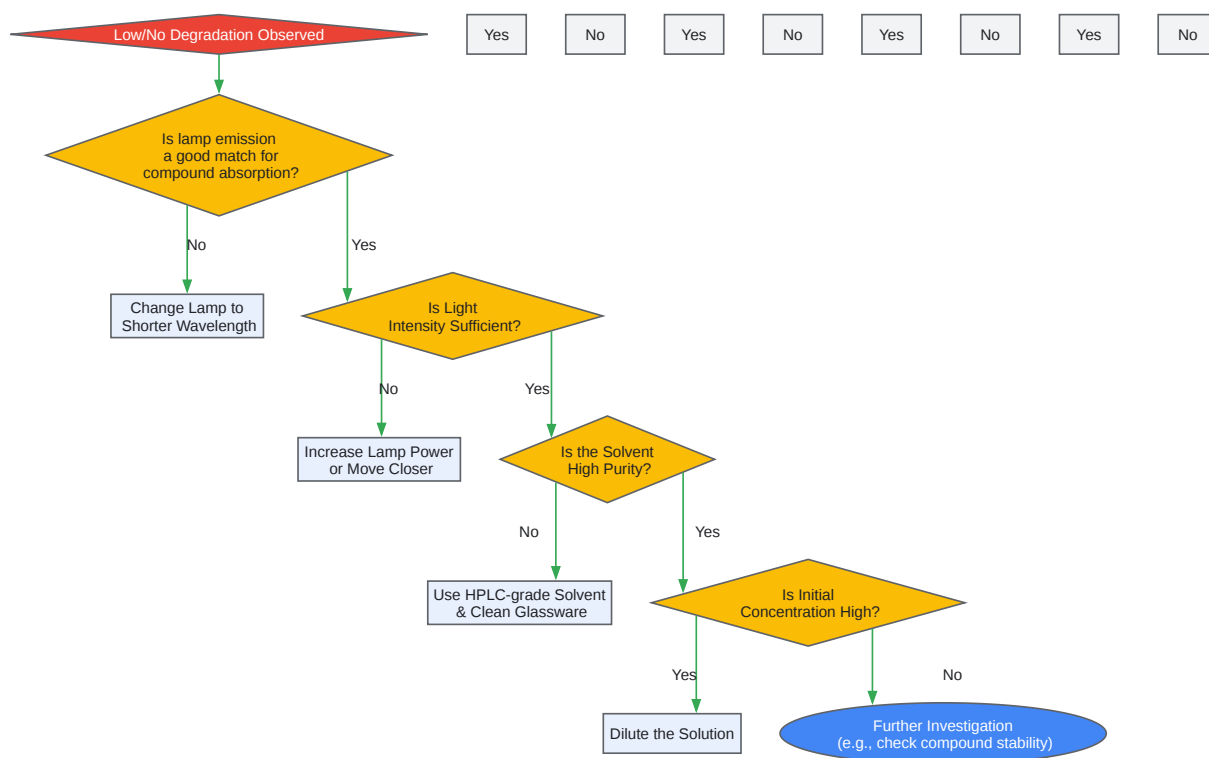 Low/No Degradation Observed
Yes
No
Yes
No
Yes
No
Yes
No
Is lamp emission
a good match for
compound absorption?
No
Yes
Change Lamp to
Shorter Wavelength
Is Light
Intensity Sufficient?
No
Yes
Increase Lamp Power
or Move Closer
Is the Solvent
High Purity?
No
Yes
Use HPLC-grade Solvent
& Clean Glassware
Is Initial
Concentration High?
Yes
No
Dilute the Solution
Further Investigation
(e.g., check compound stability)